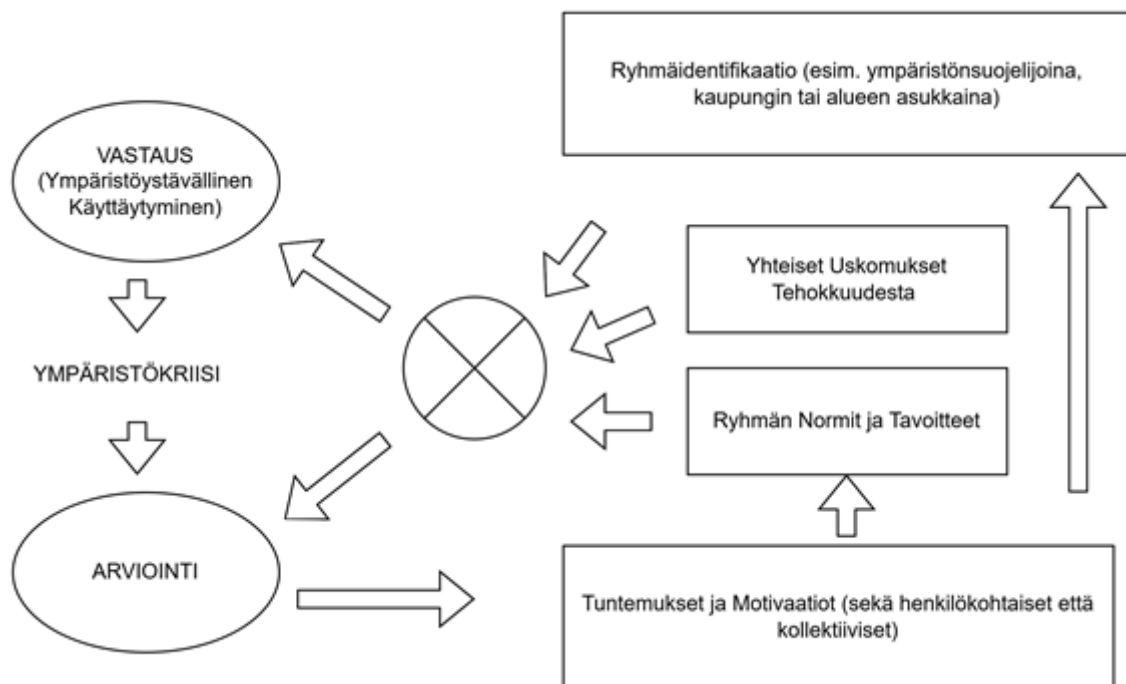 Ryhmäidentifikaatio (esim. ympäristönsuojelijoina,
kaupungin tai alueen asukkaina)
VASTAUS
(Ympäristöystävällinen
Käyttäytyminen)
Yhteiset Uskomukset
Tehokkuudesta
YMPÄRISTÖKRIISI
Ryhmän Normit ja Tavoitteet
ARVIOINTI
Tuntemukset ja Motivaatiot (sekä henkilökohtaiset että
kollektiiviset)